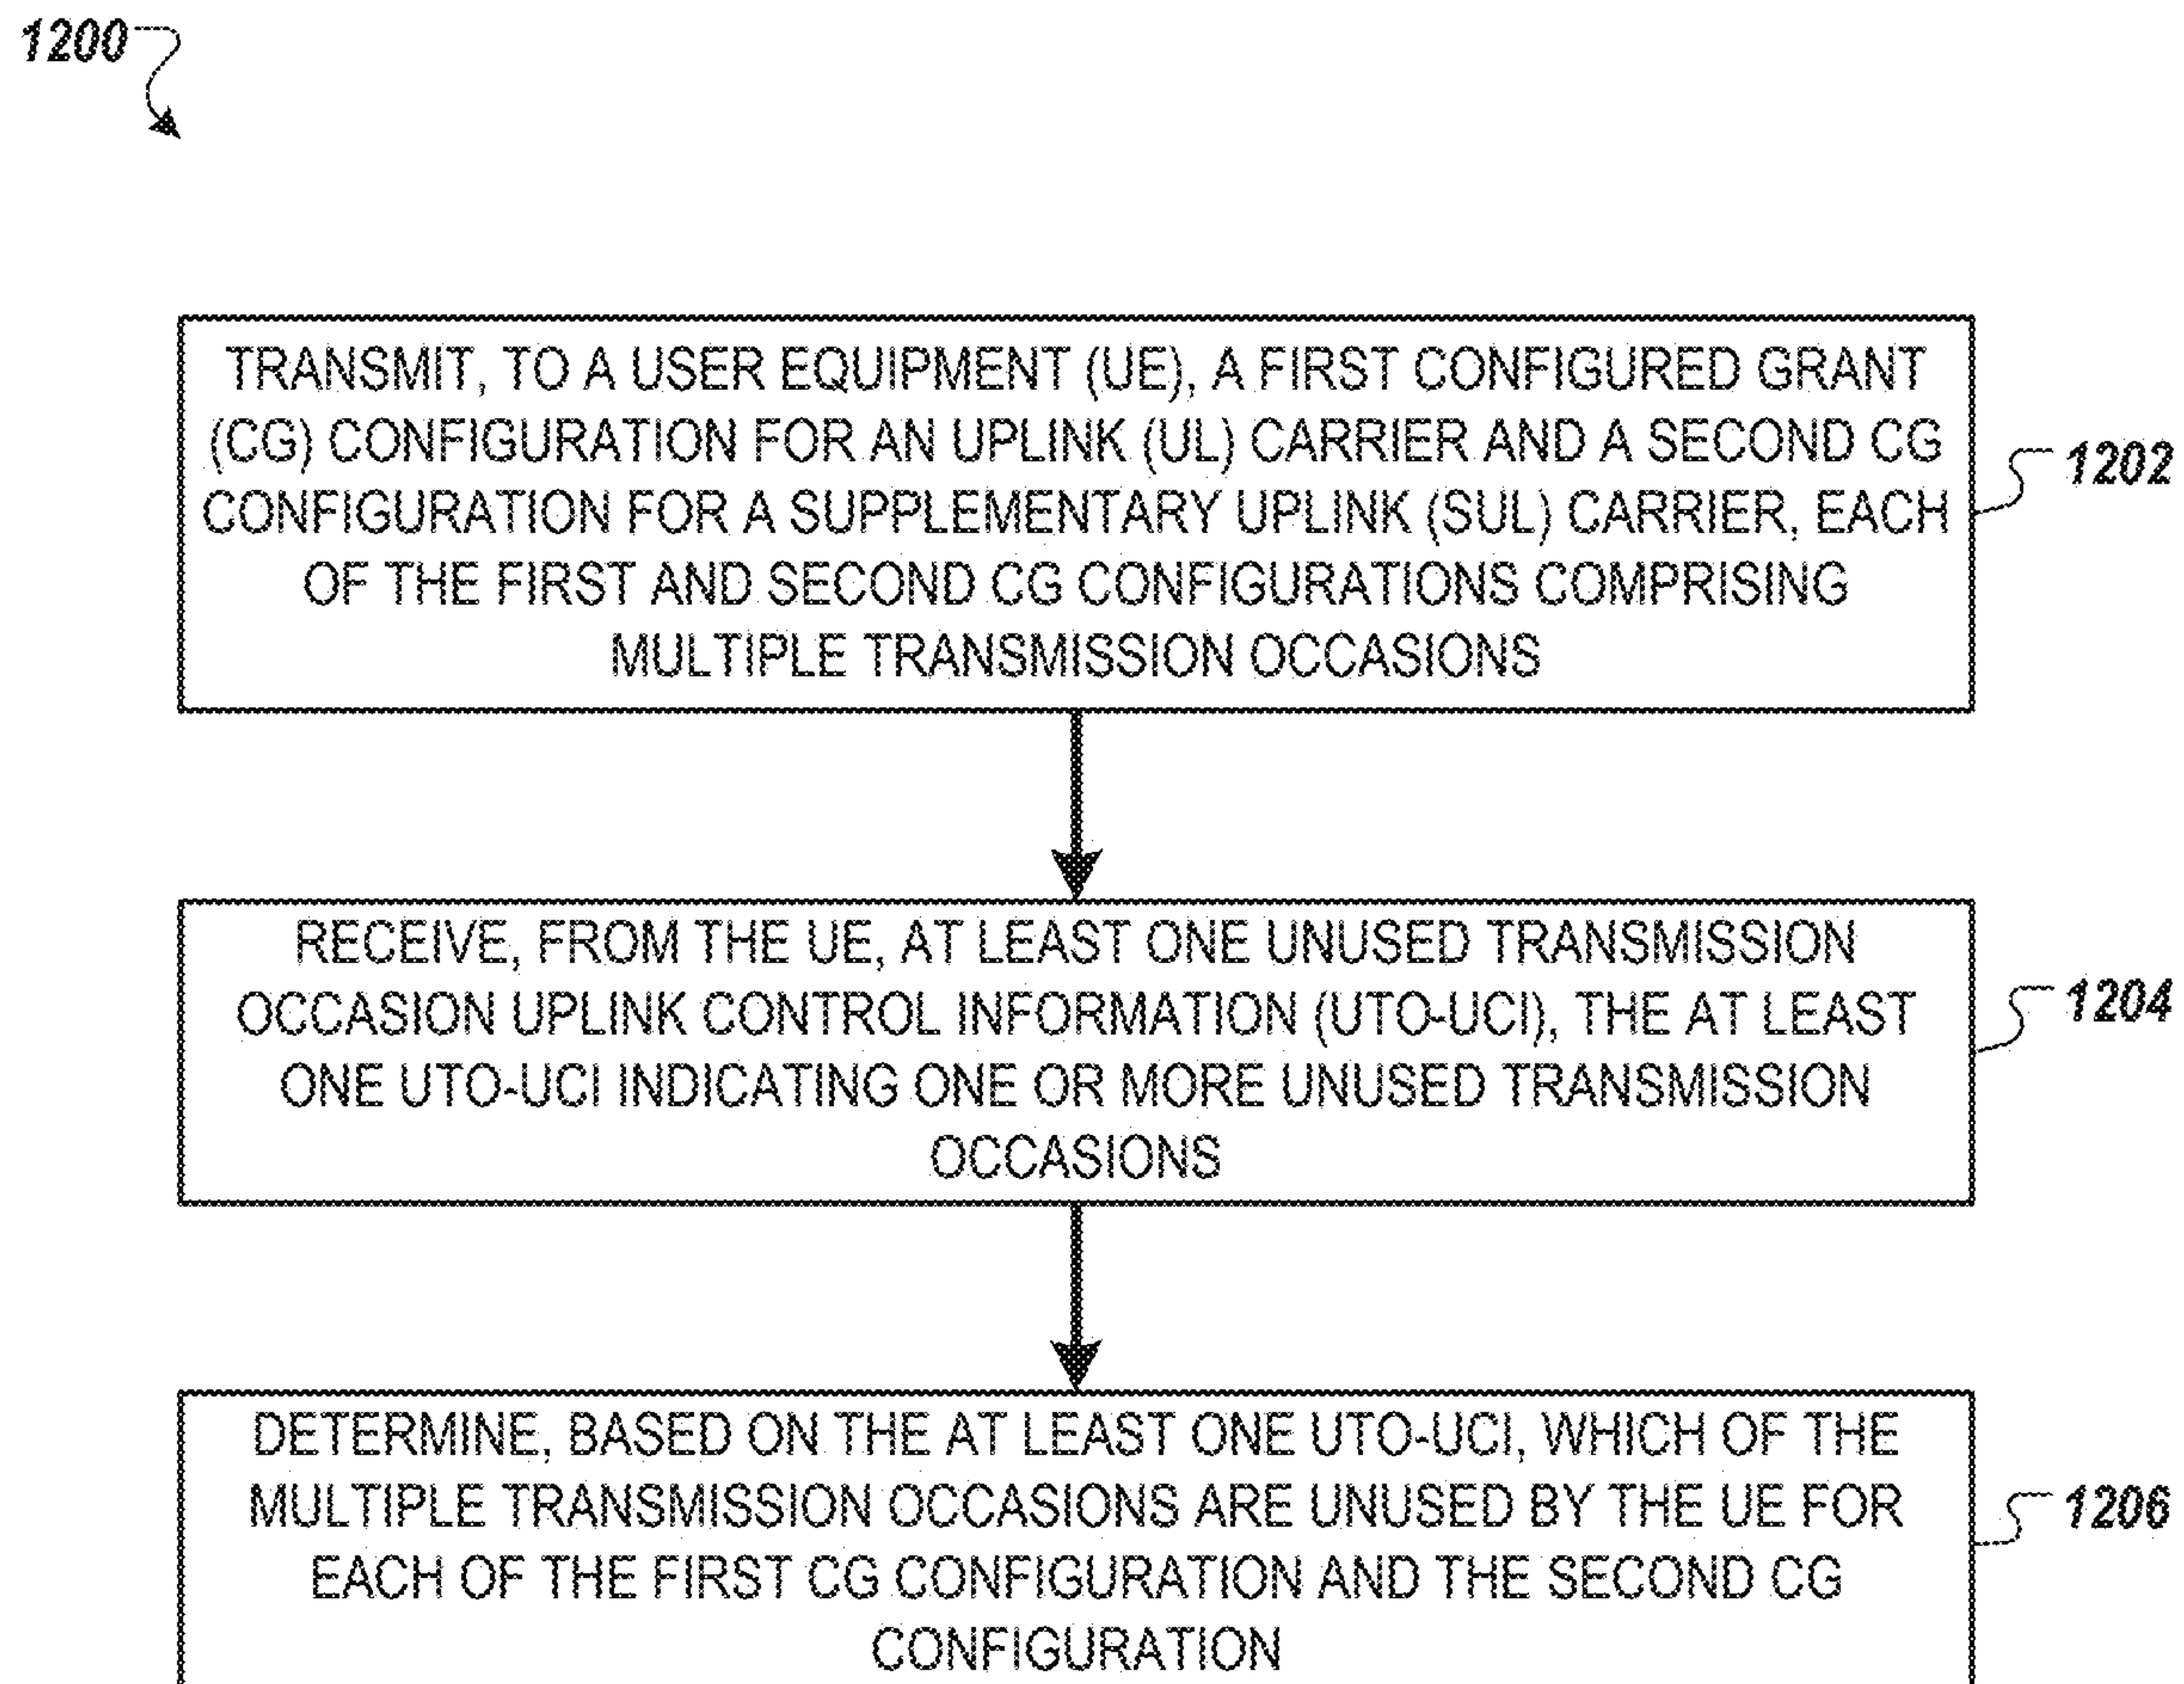 1200
TRANSMIT, TO A USER EQUIPMENT (UE), A FIRST CONFIGURED GRANT
(CG) CONFIGURATION FOR AN UPLINK (UL) CARRIER AND A SECOND CG
CONFIGURATION FOR A SUPPLEMENTARY UPLINK (SUL) CARRIER, EACH
OF THE FIRST AND SECOND CG CONFIGURATIONS COMPRISING
MULTIPLE TRANSMISSION OCCASIONS
1202
RECEIVE, FROM THE UE, AT LEAST ONE UNUSED TRANSMISSION
OCCASION UPLINK CONTROL INFORMATION (UTO-UCI), THE AT LEAST
ONE UTO-UCI INDICATING ONE OR MORE UNUSED TRANSMISSION
OCCASIONS
1204
DETERMINE, BASED ON THE AT LEAST ONE UTO-UCI, WHICH OF THE
MULTIPLE TRANSMISSION OCCASIONS ARE UNUSED BY THE UE FOR
EACH OF THE FIRST CG CONFIGURATION AND THE SECOND CG
CONFIGURATION
1206